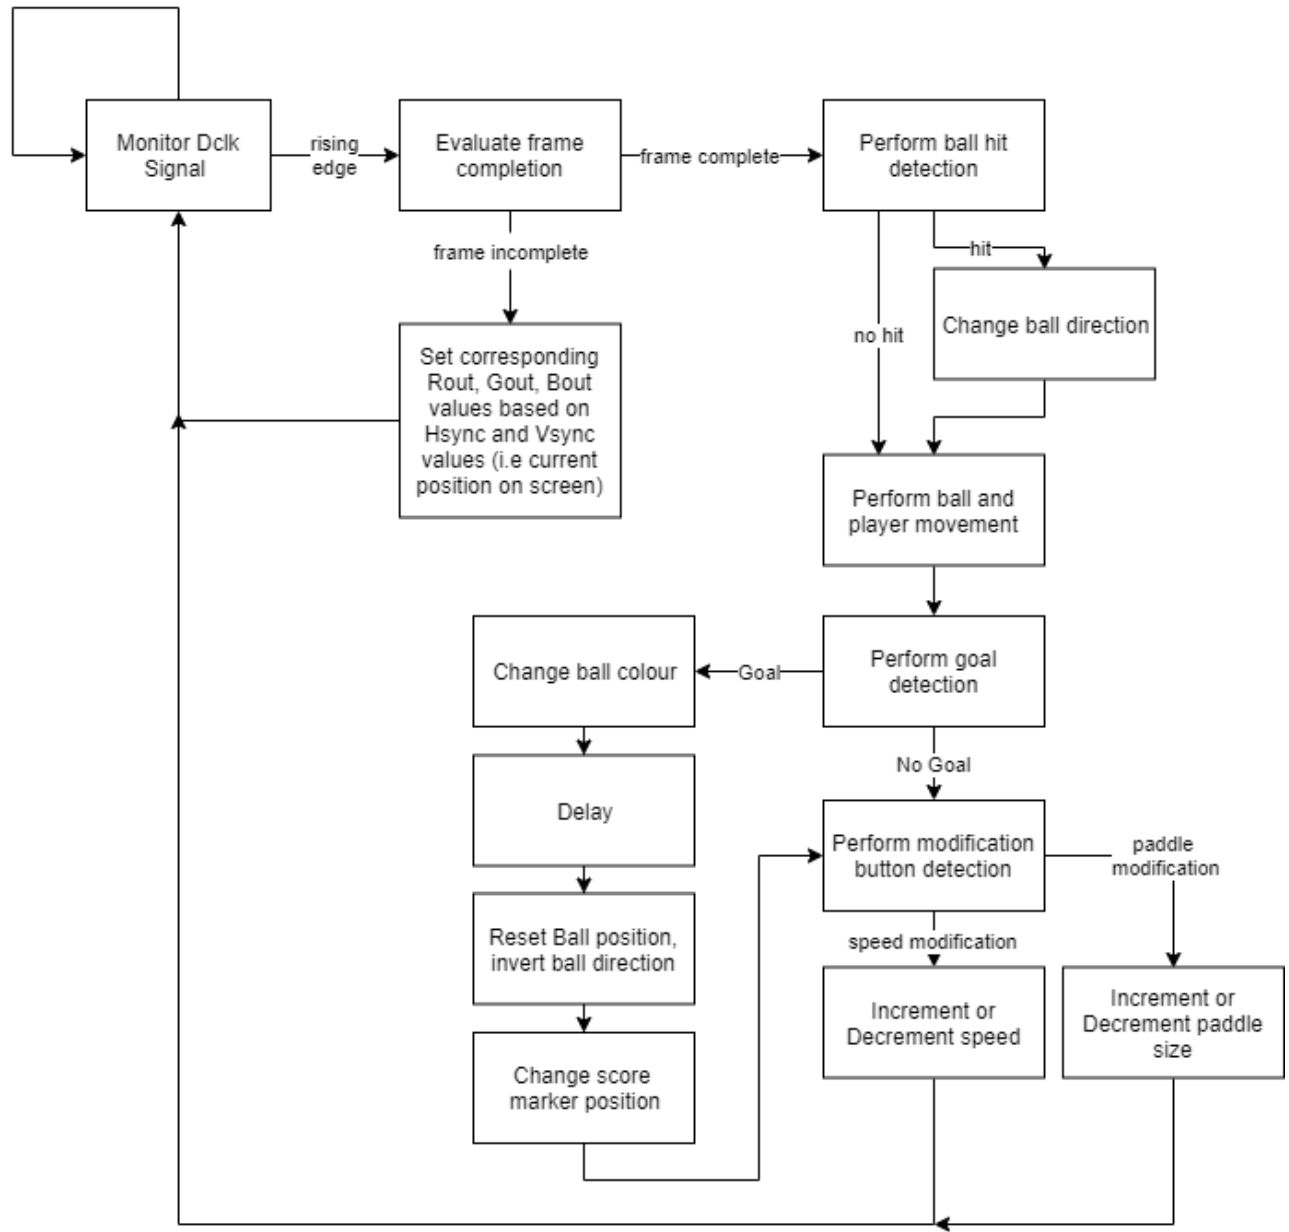 Monitor Dclk
Signal
rising
edge
Evaluate frame
completion
frame complete
Perform ball hit
detection
frame incomplete
hit
no hit
Change ball direction
Set corresponding
Rout, Gout, Bout
values based on
Hsync and Vsync
values (i.e current
position on screen)
Perform ball and
player movement
Change ball colour
Goal
Perform goal
detection
No Goal
Delay
Perform modification
button detection
paddle
modification
speed modification
Reset Ball position,
invert ball direction
Increment or
Decrement speed
Increment or
Decrement paddle
size
Change score
marker position